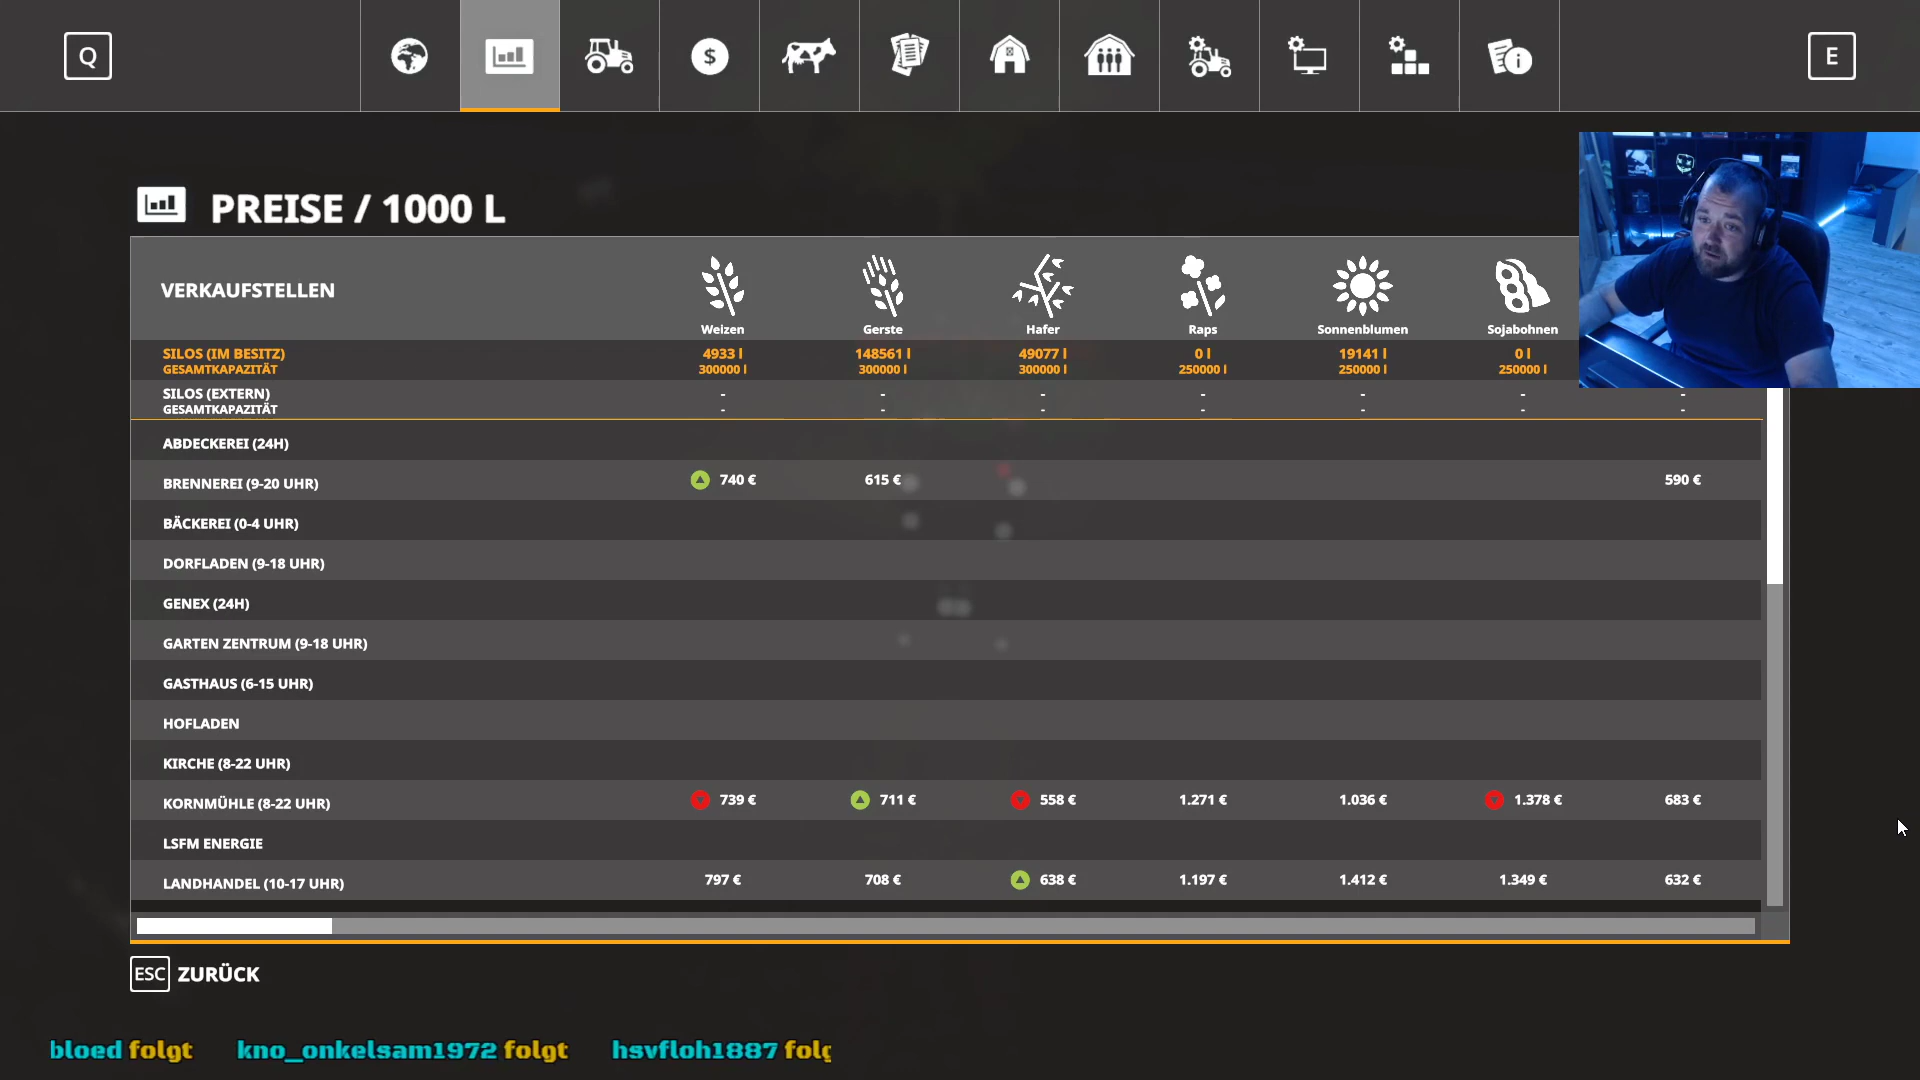 Q
E
PREISE / 1000 L
VERKAUFSTELLEN
Weizen Gerste Hafer Raps Sonnenblumen Sojabohnen
SILOS (IM BESITZ) 4933 l 148561 l 49077 l 0 l 19141 l 0 l
GESAMTKAPAZITÄT 300000 l 300000 l 300000 l 250000 l 250000 l 250000 l
SILOS (EXTERN) - - - - - - -
GESAMTKAPAZITÄT - - - - - - -
ABDECKEREI (24H)
BRENNEREI (9-20 UHR) 740 € 615 € 590 €
BÄCKEREI (0-4 UHR)
DORFLADEN (9-18 UHR)
GENEX (24H)
GARTEN ZENTRUM (9-18 UHR)
GASTHAUS (6-15 UHR)
HOFLADEN
KIRCHE (8-22 UHR)
KORNMÜHLE (8-22 UHR) 739 € 711 € 558 € 1.271 € 1.036 € 1.378 € 683 €
LSFM ENERGIE
LANDHANDEL (10-17 UHR) 797 € 708 € 638 € 1.197 € 1.412 € 1.349 € 632 €
ESC ZURÜCK
bloed folgt kno_onkelsam1972 folgt hsvfloh1887 folg